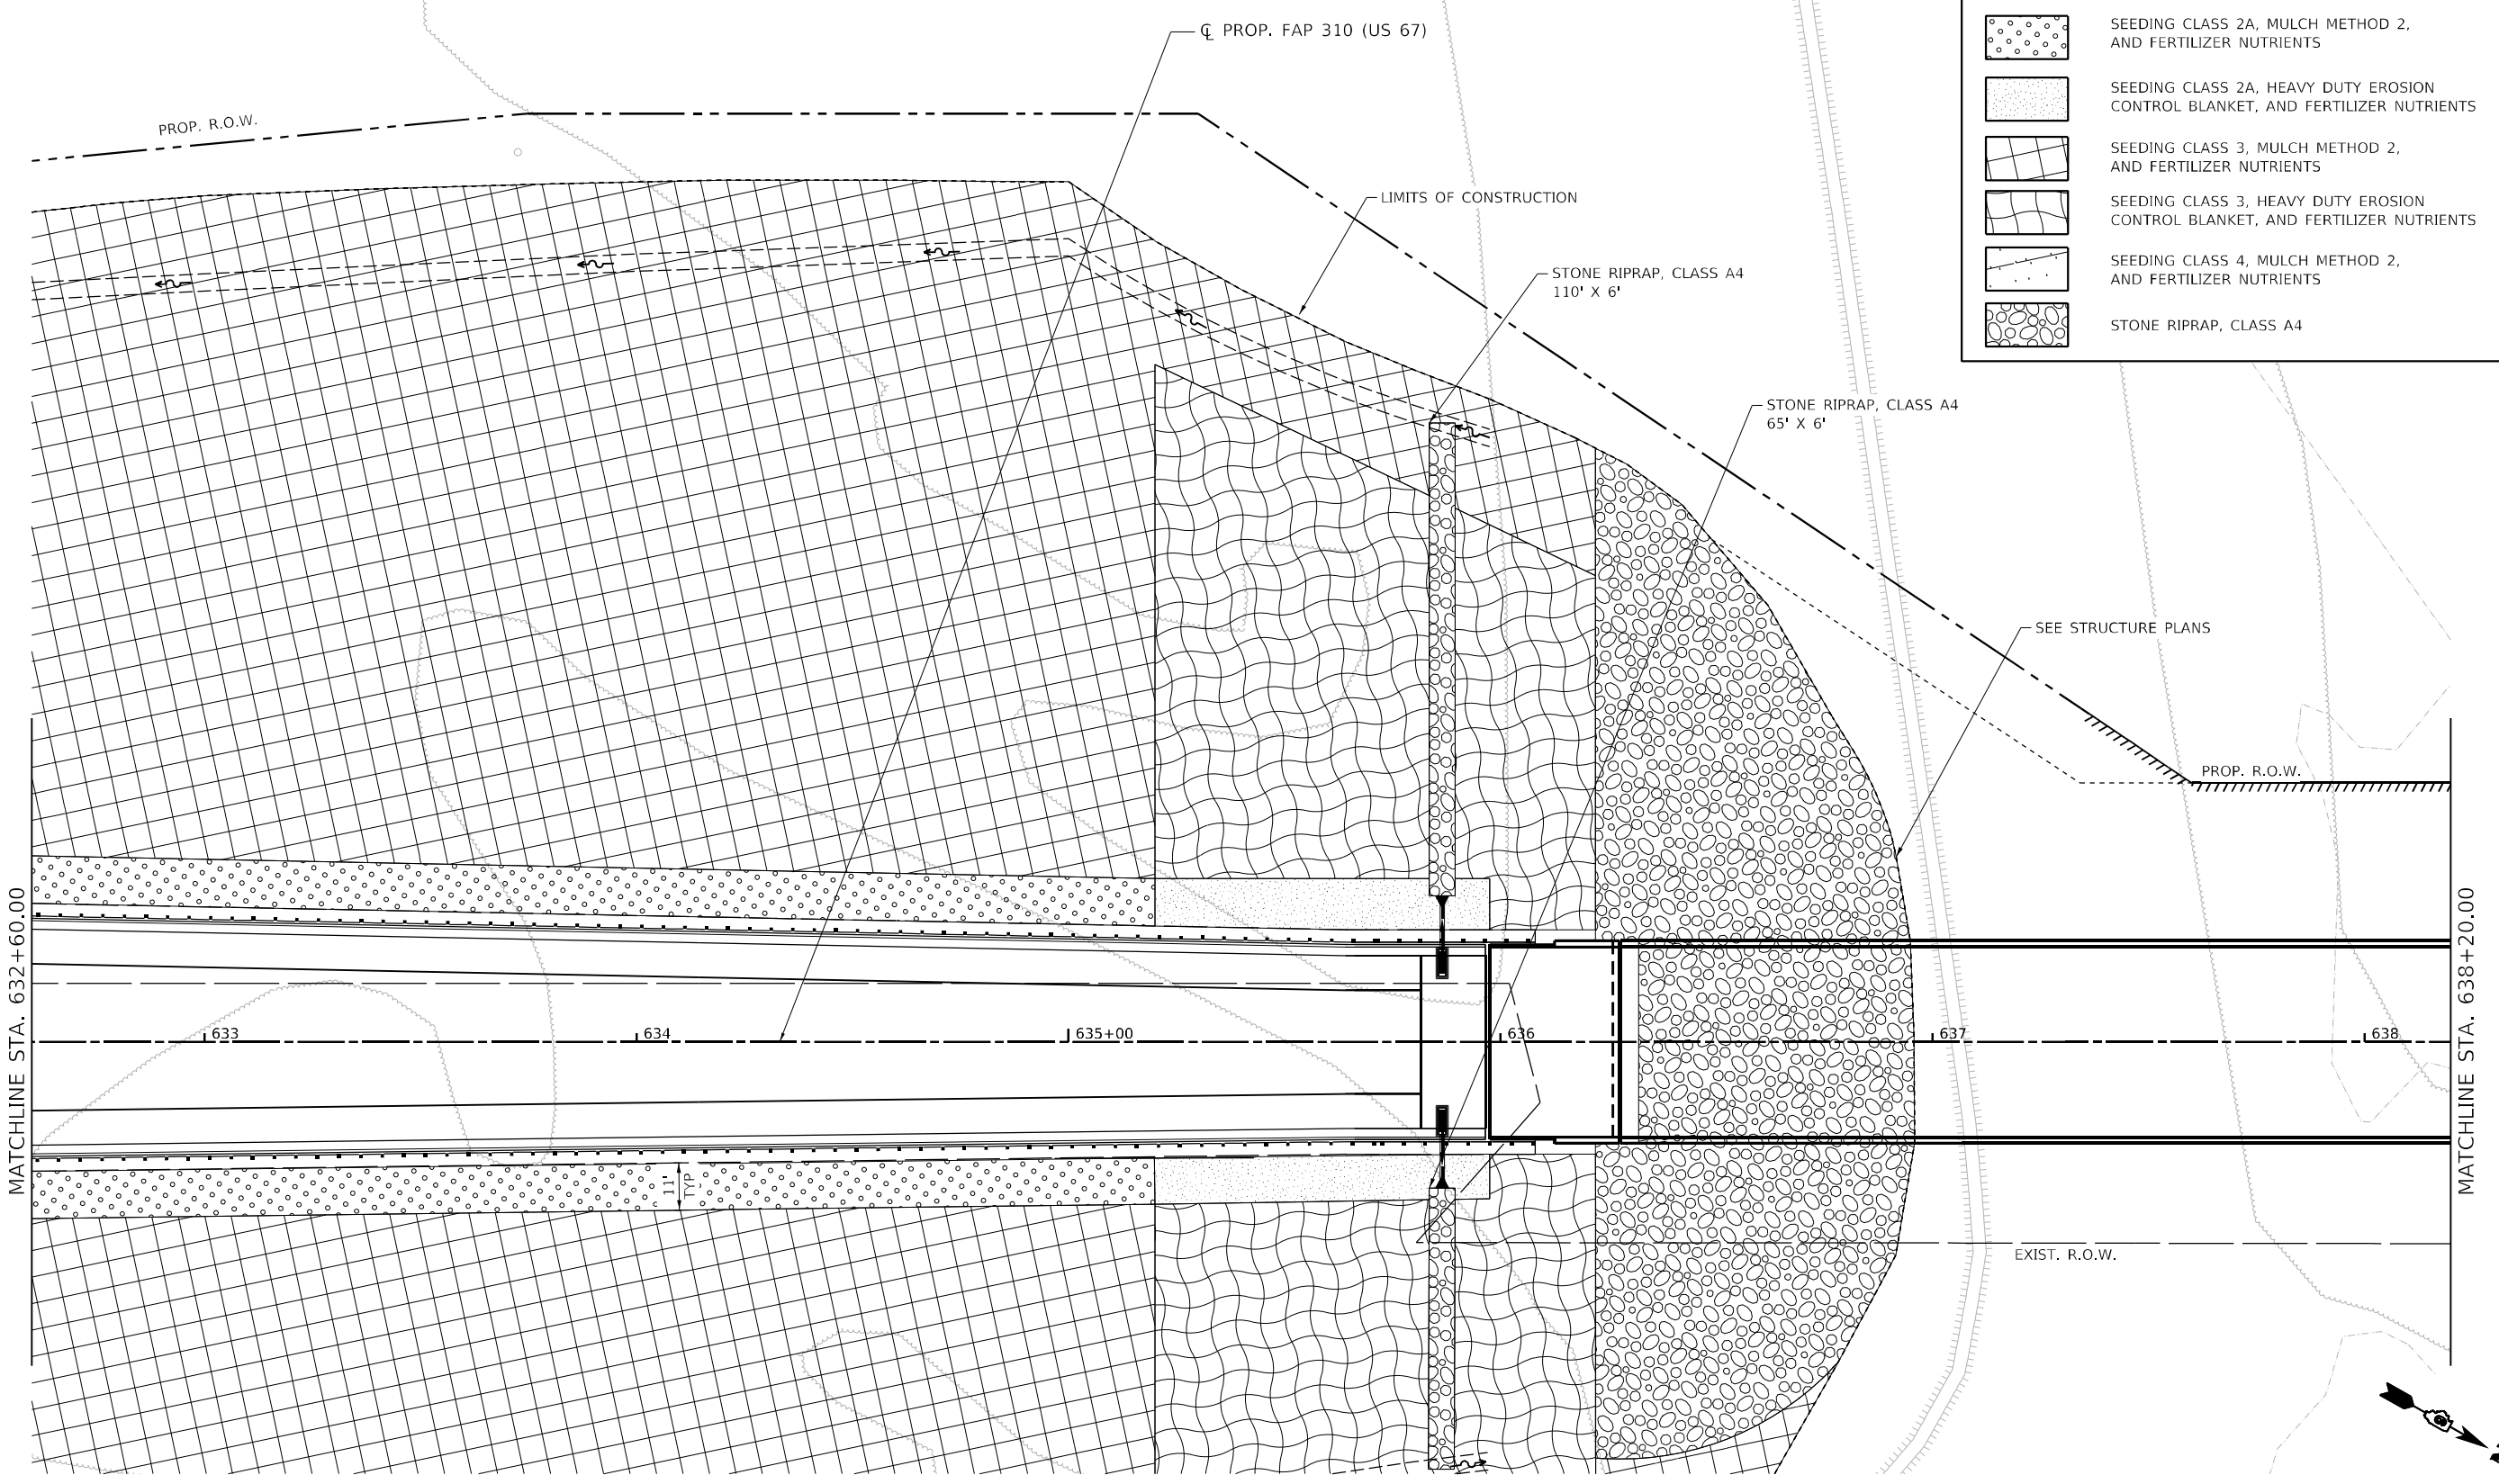 ℄ PROP. FAP 310 (US 67)
SEEDING CLASS 2A, MULCH METHOD 2,
AND FERTILIZER NUTRIENTS
SEEDING CLASS 2A, HEAVY DUTY EROSION
CONTROL BLANKET, AND FERTILIZER NUTRIENTS
SEEDING CLASS 3, MULCH METHOD 2,
AND FERTILIZER NUTRIENTS
SEEDING CLASS 3, HEAVY DUTY EROSION
CONTROL BLANKET, AND FERTILIZER NUTRIENTS
SEEDING CLASS 4, MULCH METHOD 2,
AND FERTILIZER NUTRIENTS
STONE RIPRAP, CLASS A4
PROP. R.O.W.
LIMITS OF CONSTRUCTION
STONE RIPRAP, CLASS A4
110' X 6'
STONE RIPRAP, CLASS A4
65' X 6'
SEE STRUCTURE PLANS
PROP. R.O.W.
MATCHLINE STA. 632+60.00
633
634
635+00
636
637
638
MATCHLINE STA. 638+20.00
11'
TYP
EXIST. R.O.W.